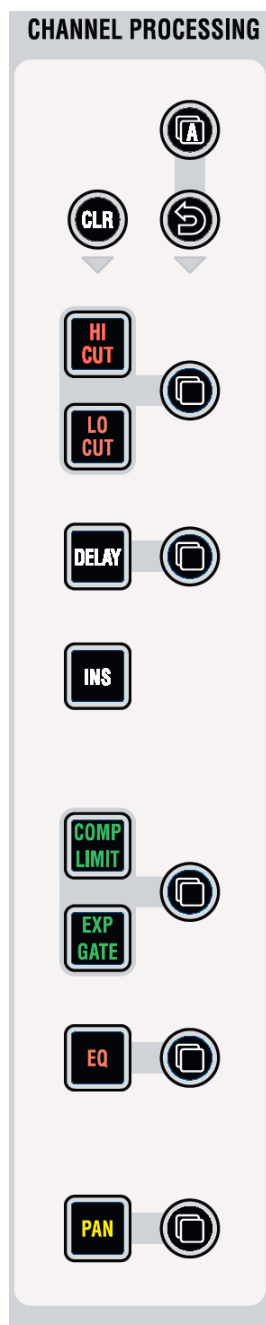 CHANNEL PROCESSING
A
CLR
HI
CUT
LO
CUT
DELAY
INS
COMP
LIMIT
EXP
GATE
EQ
PAN